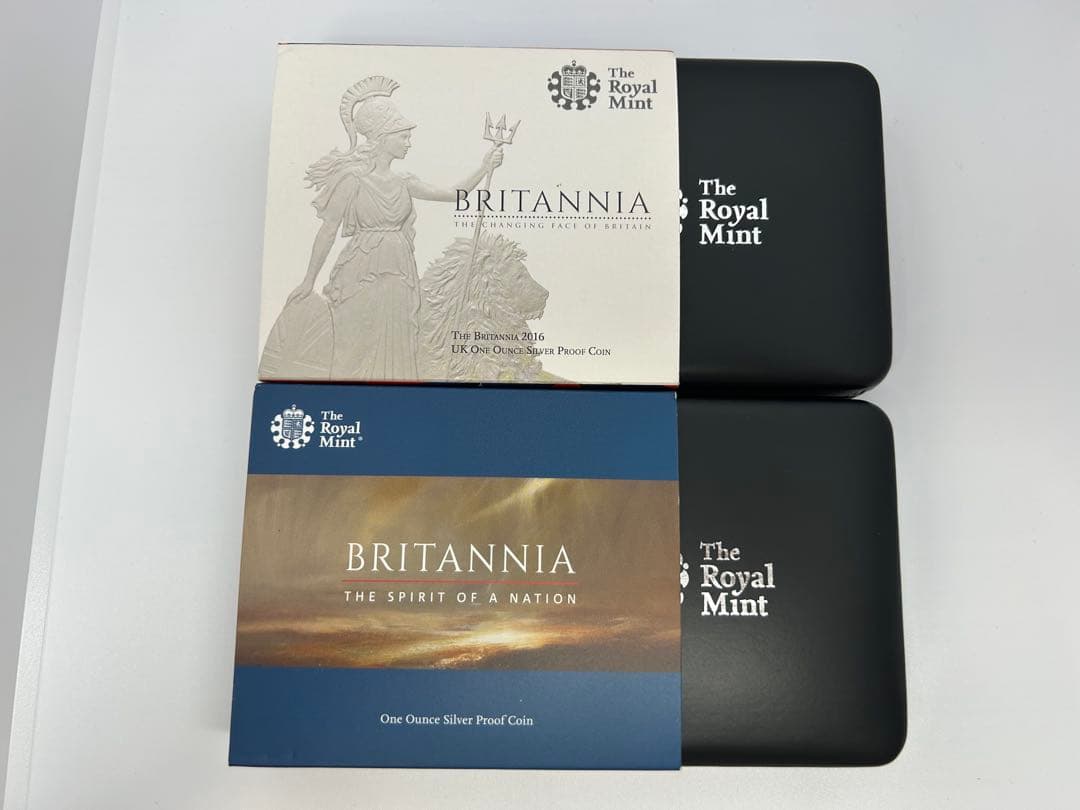 The
Royal
Mint
BRITANNIA
THE CHANGING FACE OF BRITAIN
THE BRITANNIA 2016
UK ONE OUNCE SILVER PROOF COIN
The
Royal
Mint
The
Royal
Mint®
BRITANNIA
THE SPIRIT OF A NATION
One Ounce Silver Proof Coin
The
Royal
Mint